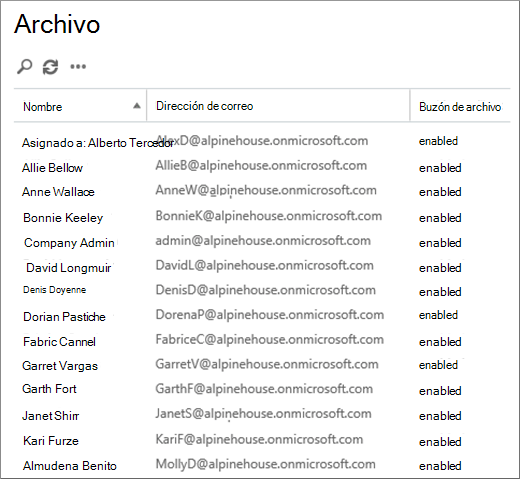 Archivo
Nombre Dirección de correo Buzón de archivo
Asignado a: Alberto Tercedor AlexD@alpinehouse.onmicrosoft.com enabled
Allie Bellow AllieB@alpinehouse.onmicrosoft.com enabled
Anne Wallace AnneW@alpinehouse.onmicrosoft.com enabled
Bonnie Keeley BonnieK@alpinehouse.onmicrosoft.com enabled
Company Admin admin@alpinehouse.onmicrosoft.com enabled
David Longmuir DavidL@alpinehouse.onmicrosoft.com enabled
Denis Doyenne DenisD@alpinehouse.onmicrosoft.com enabled
Dorian Pastiche DorenaP@alpinehouse.onmicrosoft.com enabled
Fabric Cannel FabriceC@alpinehouse.onmicrosoft.com enabled
Garret Vargas GarretV@alpinehouse.onmicrosoft.com enabled
Garth Fort GarthF@alpinehouse.onmicrosoft.com enabled
Janet Shirr JanetS@alpinehouse.onmicrosoft.com enabled
Kari Furze KariF@alpinehouse.onmicrosoft.com enabled
Almudena Benito MollyD@alpinehouse.onmicrosoft.com enabled